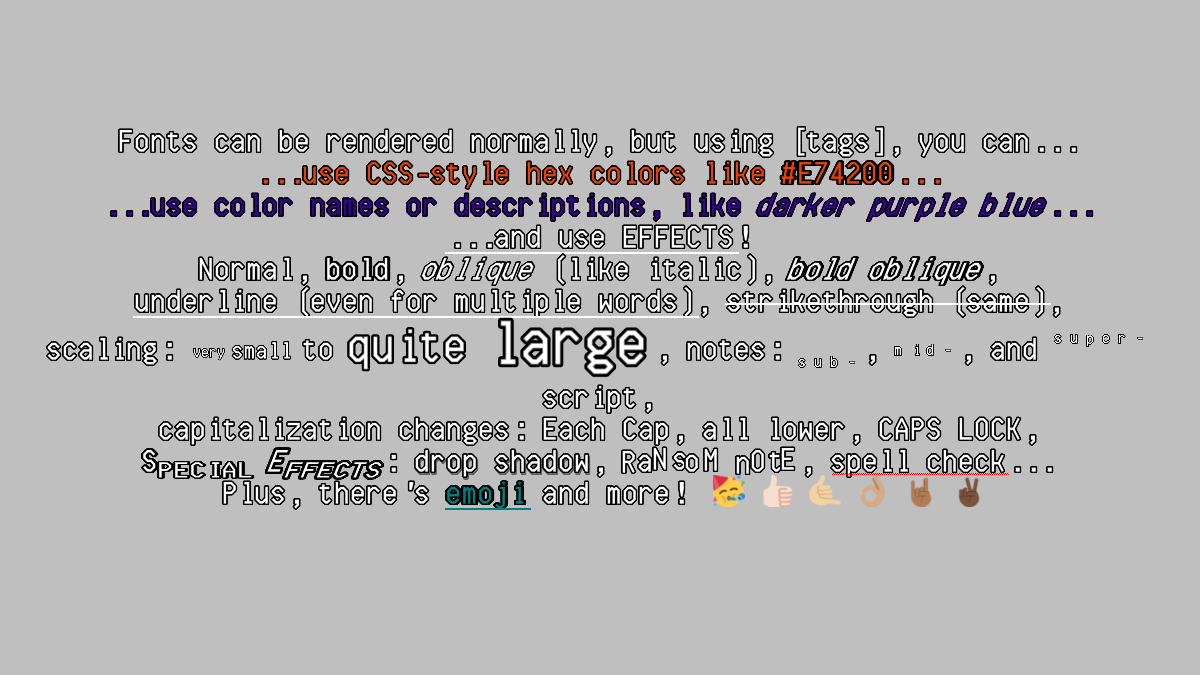 Fonts can be rendered normally, but using [tags], you can...
...use CSS-style hex colors like #E74200...
...use color names or descriptions, like darker purple blue...
...and use EFFECTS!
Normal, bold, oblique (like italic), bold oblique,
underline (even for multiple words), strikethrough (same),
scaling: very small to quite large, notes: sub-, mid-, and super-
script,
capitalization changes: Each Cap, all lower, CAPS LOCK,
SPECIAL EFFECTS: drop shadow, RaNsoM nOtE, spell check...
Plus, there's emoji and more! 🥳 👍🏻 🤙🏼 👌🏽 🤘🏾 ✌🏿